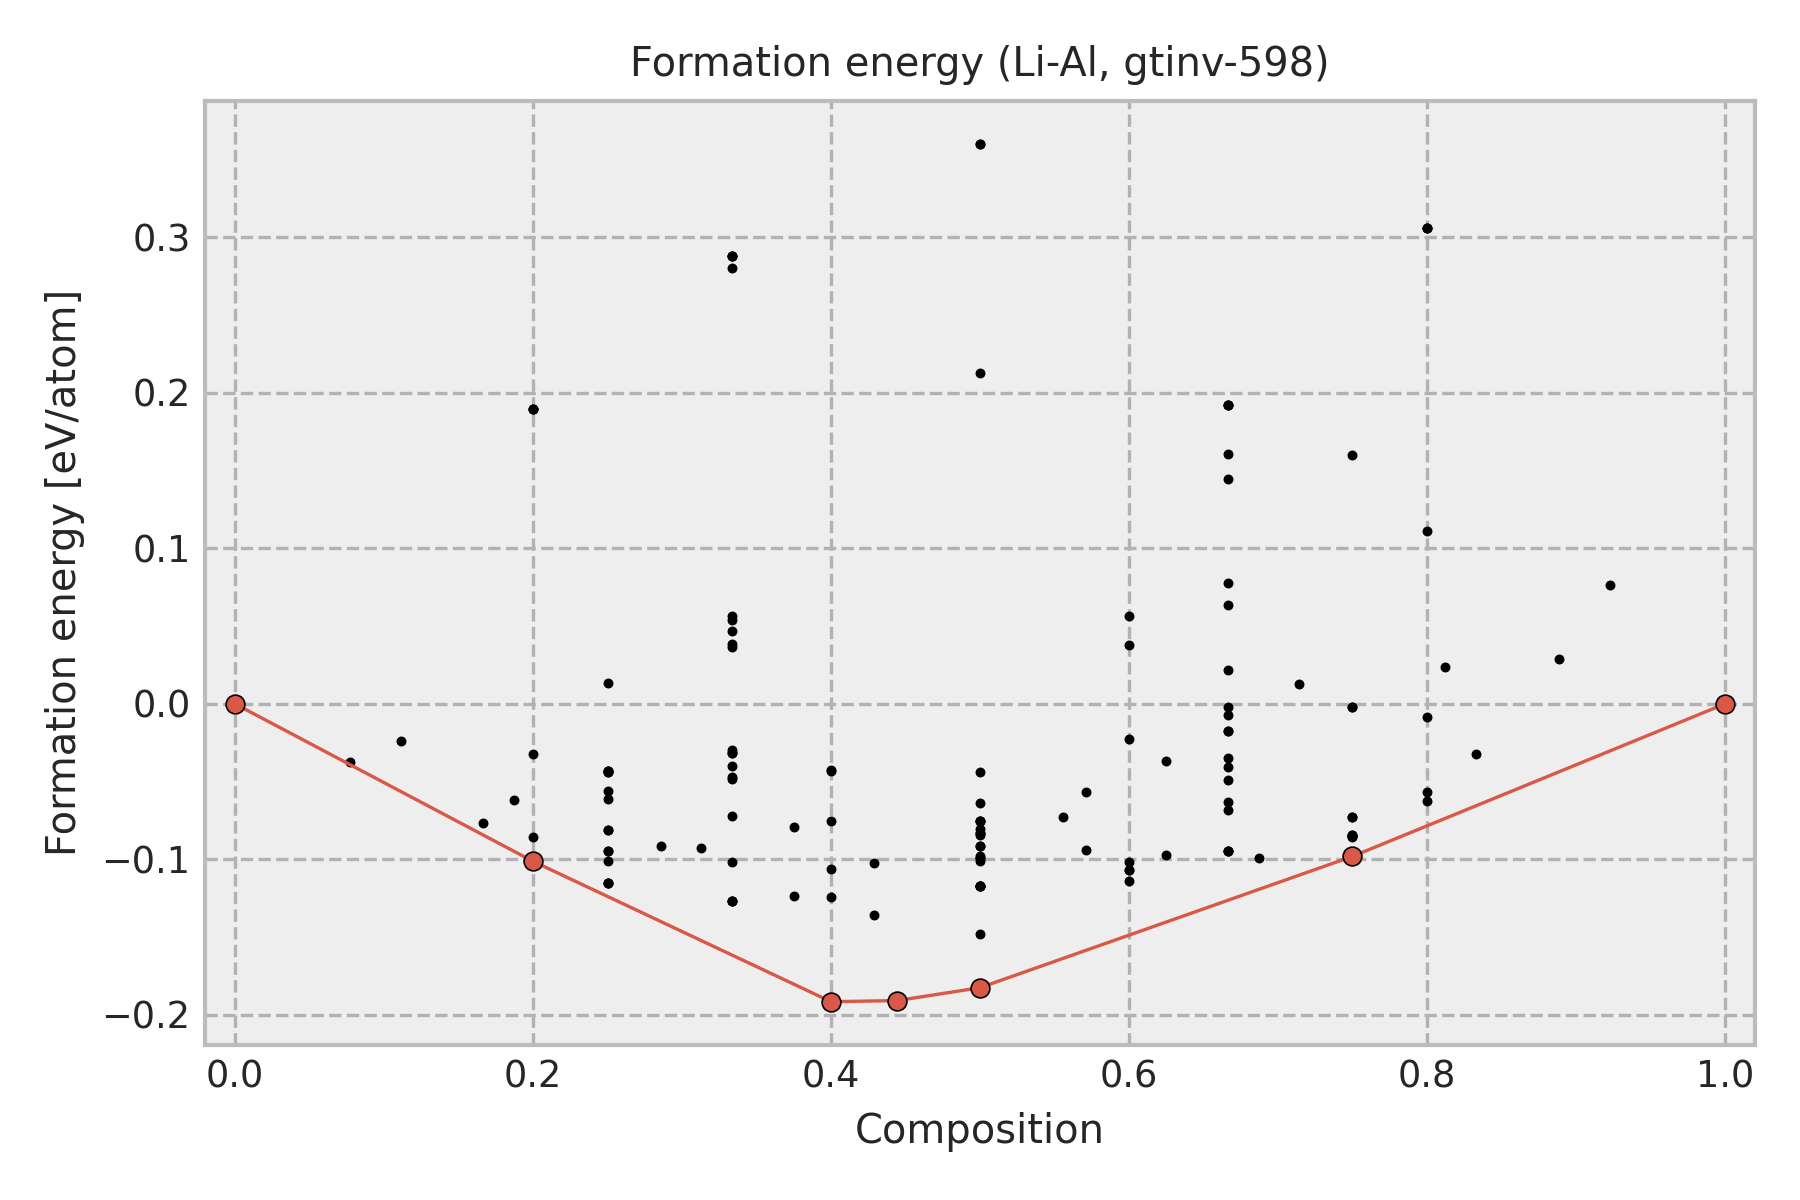 Formation energy (Li-Al, gtinv-598)
Formation energy [eV/atom]
0.3
0.2
0.1
0.0
−0.1
−0.2
0.0 0.2 0.4 0.6 0.8 1.0
Composition